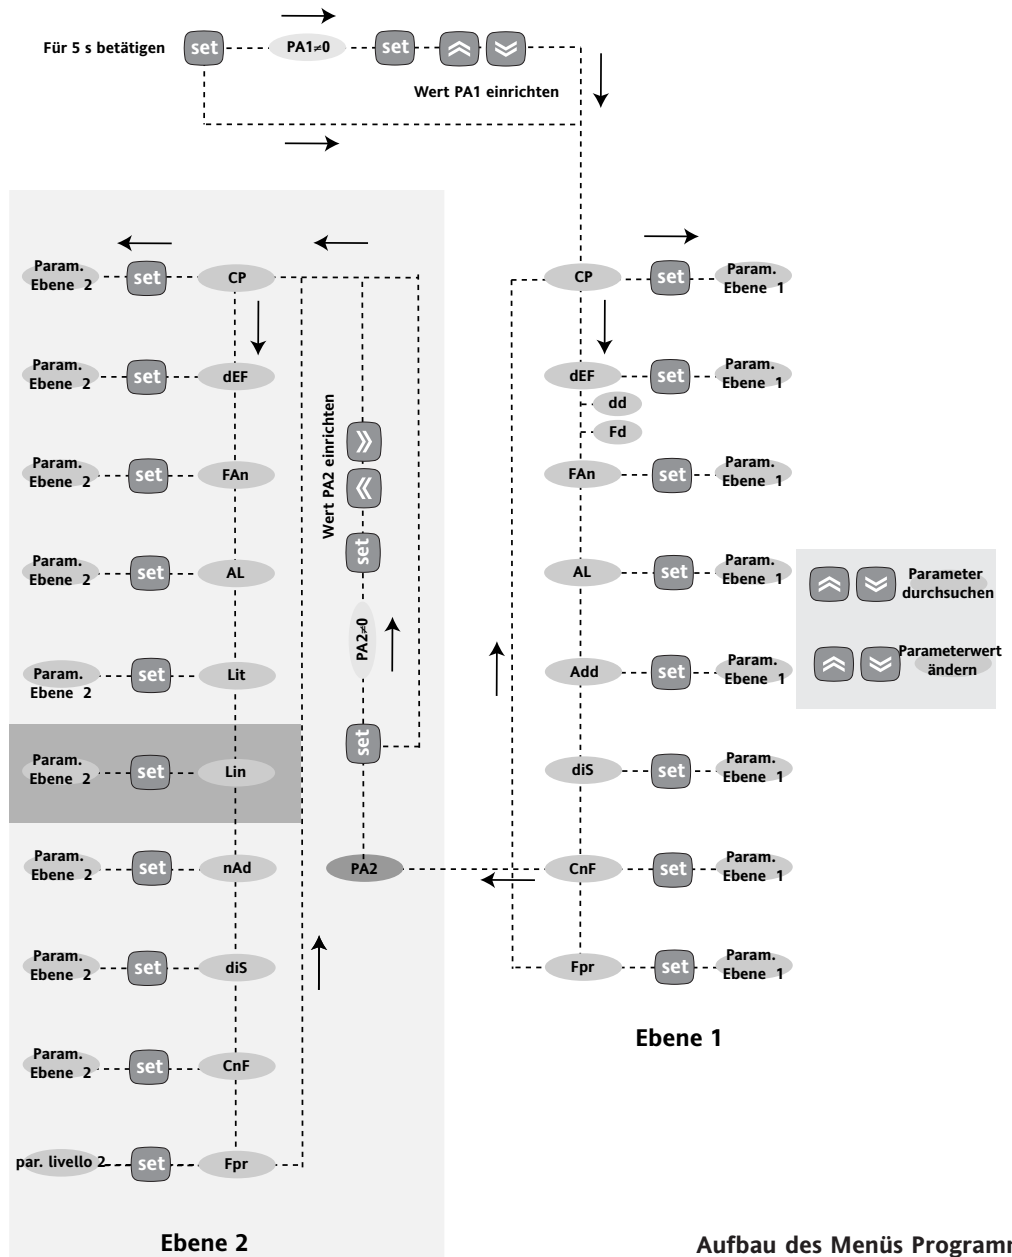 Für 5 s betätigen
set
PA1≠0
set
Wert PA1 einrichten
Param.
Ebene 2
set
CP
CP
set
Param.
Ebene 1
Param.
Ebene 2
set
dEF
dEF
set
Param.
Ebene 1
dd
Fd
Wert PA2 einrichten
Param.
Ebene 2
set
FAn
FAn
set
Param.
Ebene 1
set
Param.
Ebene 2
set
AL
AL
set
Param.
Ebene 1
Parameter
durchsuchen
PA2≠0
Param.
Ebene 2
set
Lit
Add
set
Param.
Ebene 1
Parameterwert
ändern
set
Param.
Ebene 2
set
Lin
diS
set
Param.
Ebene 1
Param.
Ebene 2
set
nAd
PA2
CnF
set
Param.
Ebene 1
Param.
Ebene 2
set
diS
Fpr
set
Param.
Ebene 1
Ebene 1
Param.
Ebene 2
set
CnF
par. livello 2
set
Fpr
Ebene 2
Aufbau des Menüs